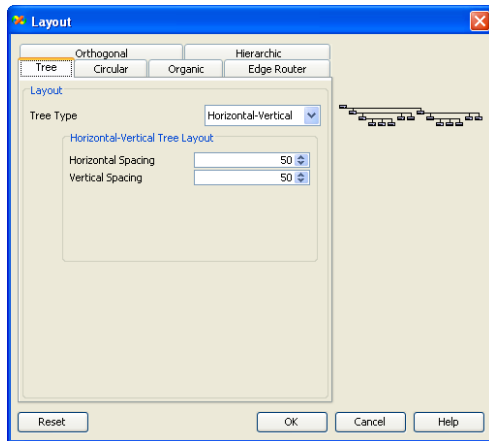 Layout
Orthogonal Hierarchic
Tree Circular Organic Edge Router
Layout
Tree Type Horizontal-Vertical
Horizontal-Vertical Tree Layout
Horizontal Spacing 50
Vertical Spacing 50
Reset OK Cancel Help